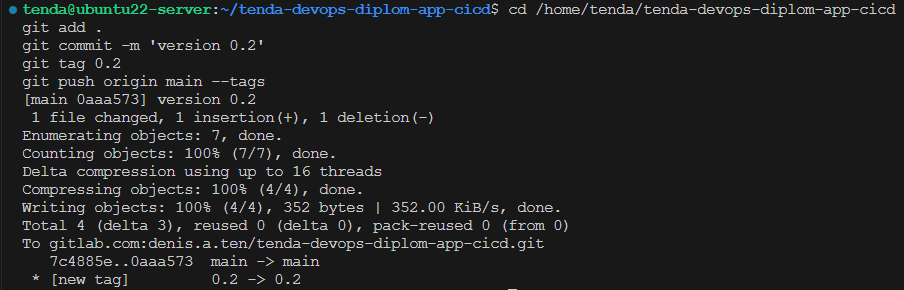 tenda@ubuntu22-server:~/tenda-devops-diplom-app-cicd$ cd /home/tenda/tenda-devops-diplom-app-cicd
git add .
git commit -m 'version 0.2'
git tag 0.2
git push origin main --tags
[main 0aaa573] version 0.2
 1 file changed, 1 insertion(+), 1 deletion(-)
Enumerating objects: 7, done.
Counting objects: 100% (7/7), done.
Delta compression using up to 16 threads
Compressing objects: 100% (4/4), done.
Writing objects: 100% (4/4), 352 bytes | 352.00 KiB/s, done.
Total 4 (delta 3), reused 0 (delta 0), pack-reused 0 (from 0)
To gitlab.com:denis.a.ten/tenda-devops-diplom-app-cicd.git
   7c4885e..0aaa573  main -> main
 * [new tag]         0.2 -> 0.2